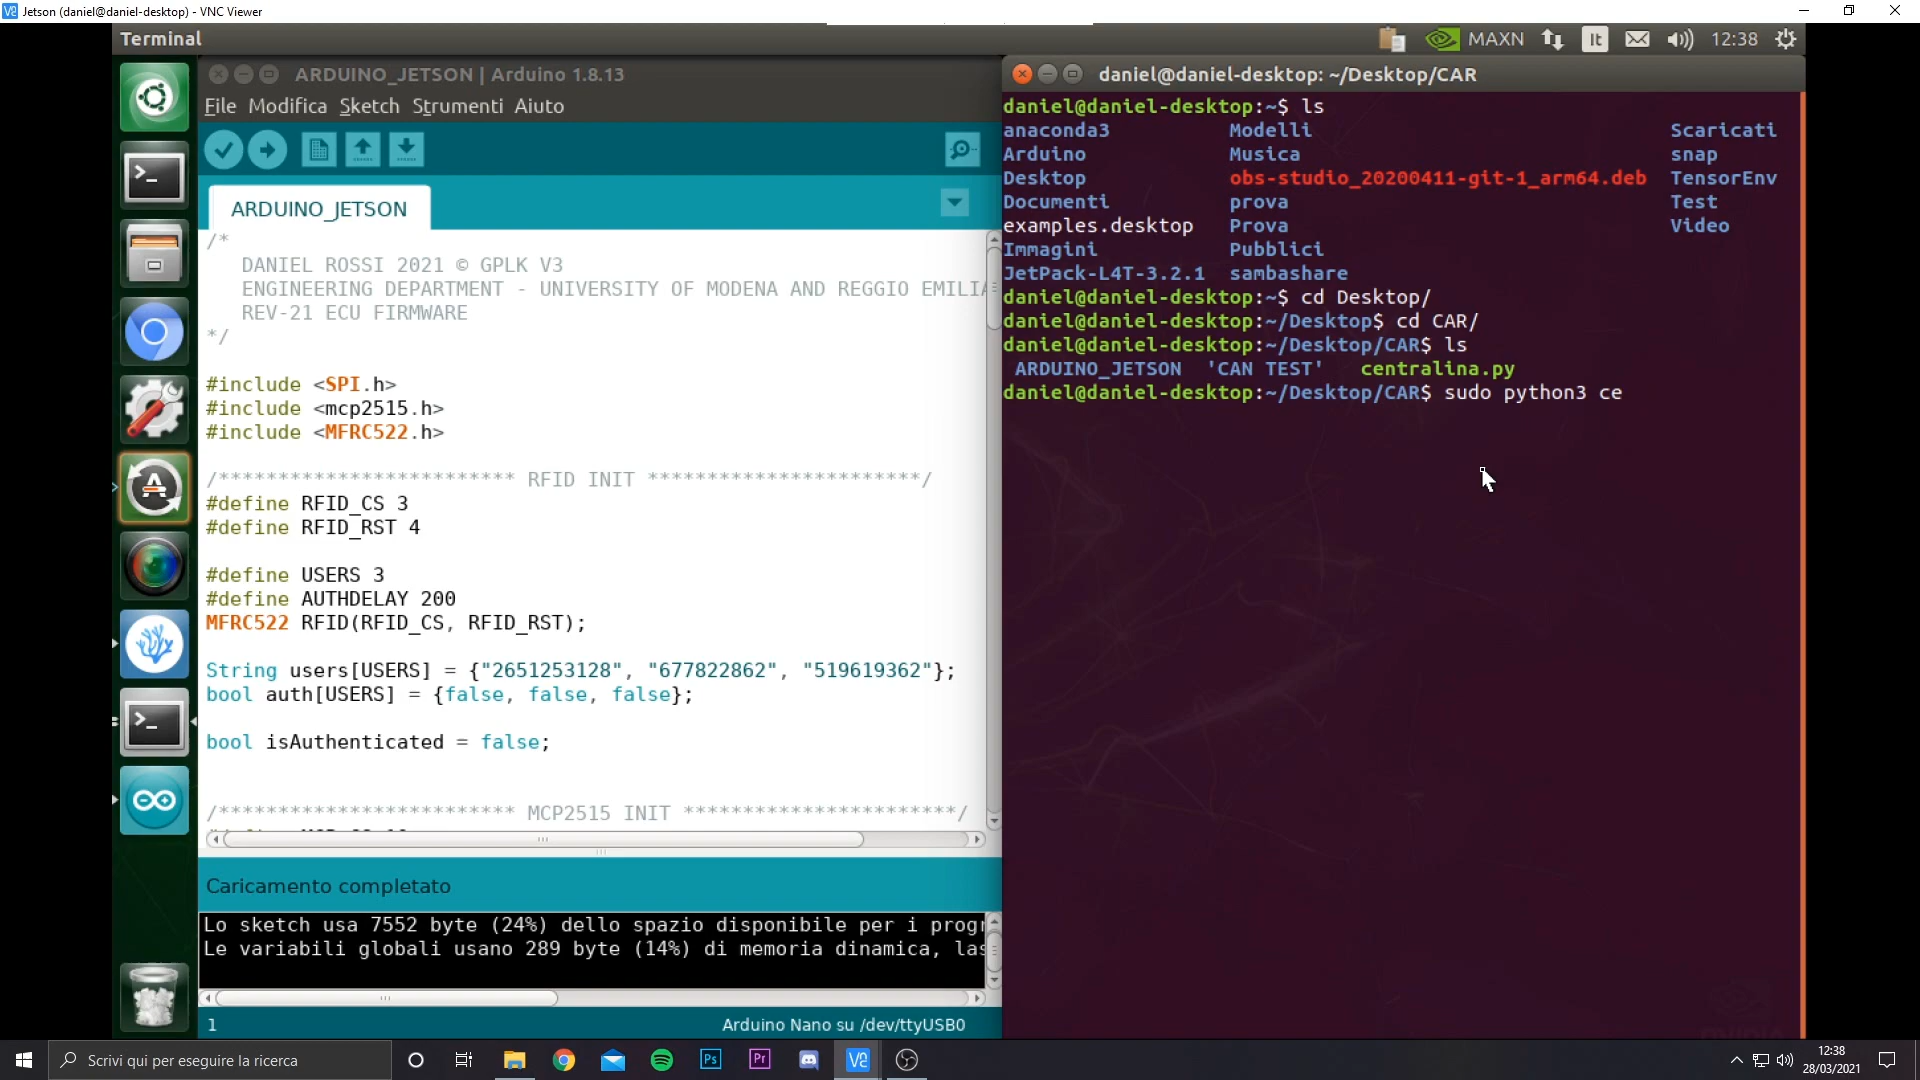 Jetson (daniel@daniel-desktop) - VNC Viewer
Terminal
MAXN
It
12:38
ARDUINO_JETSON | Arduino 1.8.13
File Modifica Sketch Strumenti Aiuto
ARDUINO_JETSON
/*
DANIEL ROSSI 2021 © GPLK V3
ENGINEERING DEPARTMENT - UNIVERSITY OF MODENA AND REGGIO EMILIA
REV-21 ECU FIRMWARE
*/
#include <SPI.h>
#include <mcp2515.h>
#include <MFRC522.h>
/************************* RFID INIT ***********************/
#define RFID_CS 3
#define RFID_RST 4
#define USERS 3
#define AUTHDELAY 200
MFRC522 RFID(RFID_CS, RFID_RST);
String users[USERS] = {"2651253128", "677822862", "519619362"};
bool auth[USERS] = {false, false, false};
bool isAuthenticated = false;
/************************* MCP2515 INIT ***********************/
Caricamento completato
Lo sketch usa 7552 byte (24%) dello spazio disponibile per i progr
Le variabili globali usano 289 byte (14%) di memoria dinamica, las
1
Arduino Nano su /dev/ttyUSB0
daniel@daniel-desktop: ~/Desktop/CAR
daniel@daniel-desktop:~$ ls
anaconda3 Modelli Scaricati
Arduino Musica snap
Desktop obs-studio_20200411-git-1_arm64.deb TensorEnv
Documenti prova Test
examples.desktop Prova Video
Immagini Pubblici
JetPack-L4T-3.2.1 sambashare
daniel@daniel-desktop:~$ cd Desktop/
daniel@daniel-desktop:~/Desktop$ cd CAR/
daniel@daniel-desktop:~/Desktop/CAR$ ls
ARDUINO_JETSON 'CAN TEST' centralina.py
daniel@daniel-desktop:~/Desktop/CAR$ sudo python3 ce
Scrivi qui per eseguire la ricerca
Ps
Pr
12:38
28/03/2021